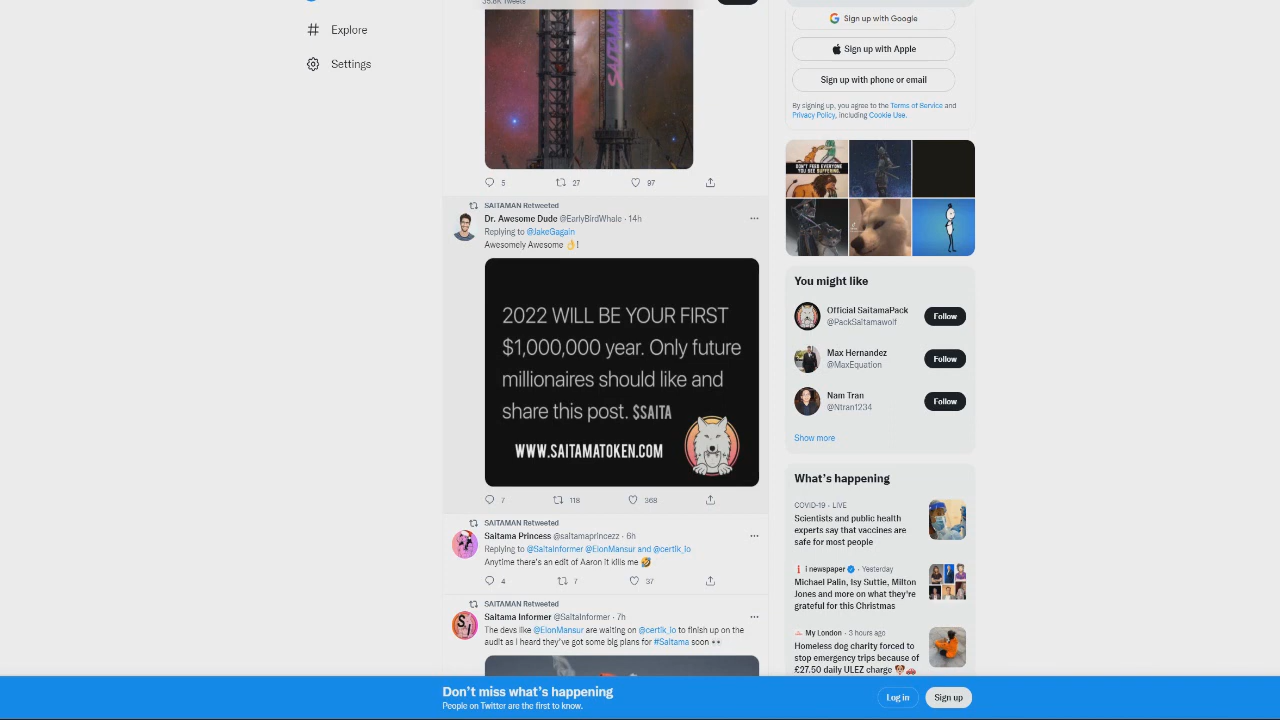 35.8K Tweets
Explore
Settings
SAITAMA
5 27 97
SAITAMAN Retweeted
Dr. Awesome Dude @EarlyBirdWhale · 14h
Replying to @JakeGagain
Awesomely Awesome 👌!
2022 WILL BE YOUR FIRST
$1,000,000 year. Only future
millionaires should like and
share this post. $SAITA
WWW.SAITAMATOKEN.COM
7 118 368
SAITAMAN Retweeted
Saitama Princess @saitamaprincezz · 6h
Replying to @SaitaInformer @ElonMansur and @certik_io
Anytime there's an edit of Aaron it kills me 🤣
4 7 37
SAITAMAN Retweeted
Saitama Informer @SaitaInformer · 7h
The devs like @ElonMansur are waiting on @certik_io to finish up on the
audit as I heard they've got some big plans for #Saitama soon 👀
Sign up with Google
Sign up with Apple
Sign up with phone or email
By signing up, you agree to the Terms of Service and
Privacy Policy, including Cookie Use.
DON'T FEED EVERYONE
YOU SEE SUFFERING.
You might like
Official SaitamaPack
@PackSaitamawolf
Follow
Max Hernandez
@MaxEquation
Follow
Nam Tran
@Ntran1234
Follow
Show more
What's happening
COVID-19 · LIVE
Scientists and public health
experts say that vaccines are
safe for most people
i newspaper · Yesterday
Michael Palin, Isy Suttie, Milton
Jones and more on what they're
grateful for this Christmas
My London · 3 hours ago
Homeless dog charity forced to
stop emergency trips because of
£27.50 daily ULEZ charge 🐶🚗
Don't miss what's happening
People on Twitter are the first to know.
Log in
Sign up